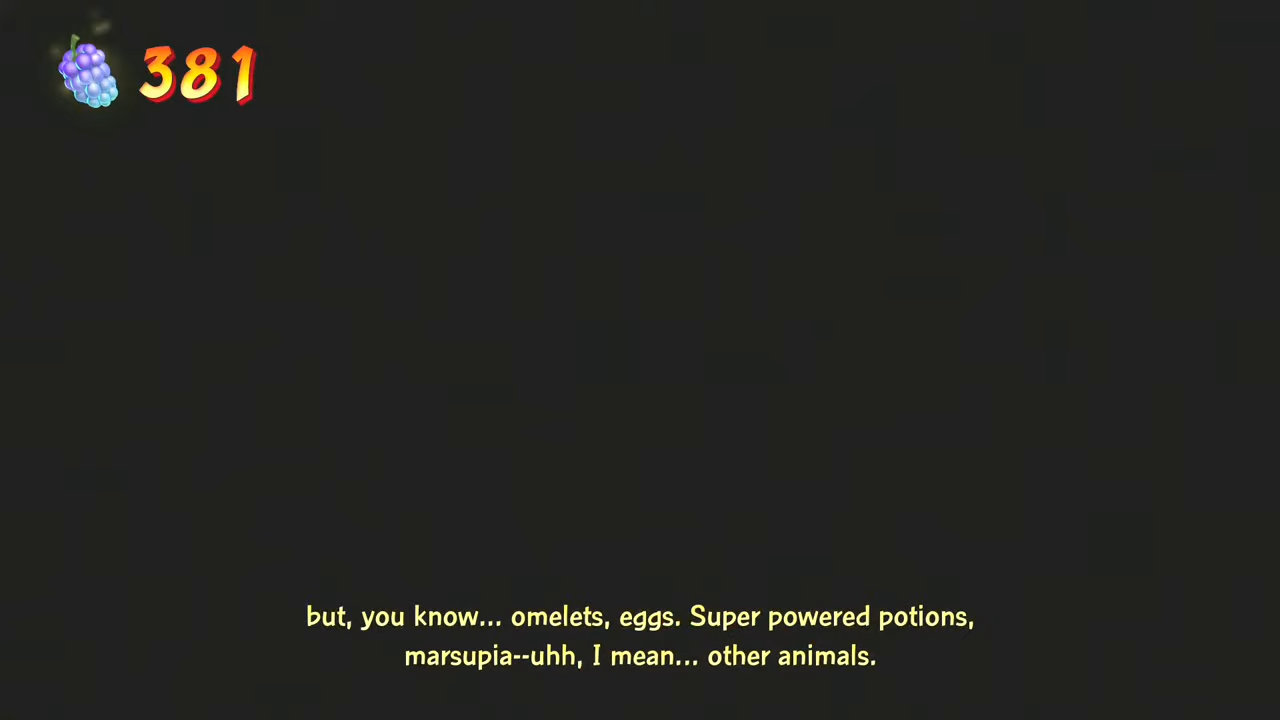 381
but, you know... omelets, eggs. Super powered potions,
marsupia--uhh, I mean... other animals.